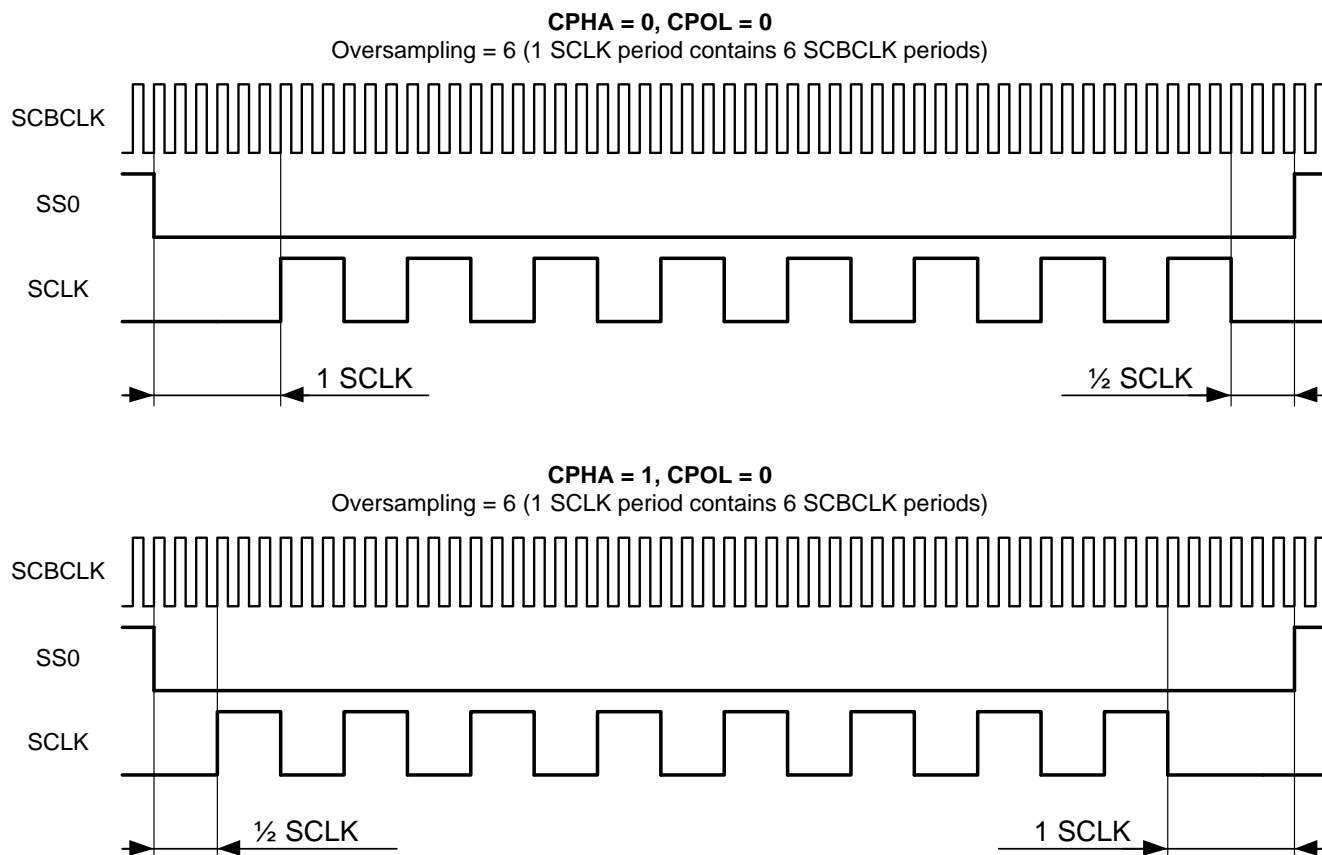 CPHA = 0, CPOL = 0
Oversampling = 6 (1 SCLK period contains 6 SCBCLK periods)
SCBCLK
SS0
SCLK
1 SCLK
½ SCLK
CPHA = 1, CPOL = 0
Oversampling = 6 (1 SCLK period contains 6 SCBCLK periods)
SCBCLK
SS0
SCLK
½ SCLK
1 SCLK